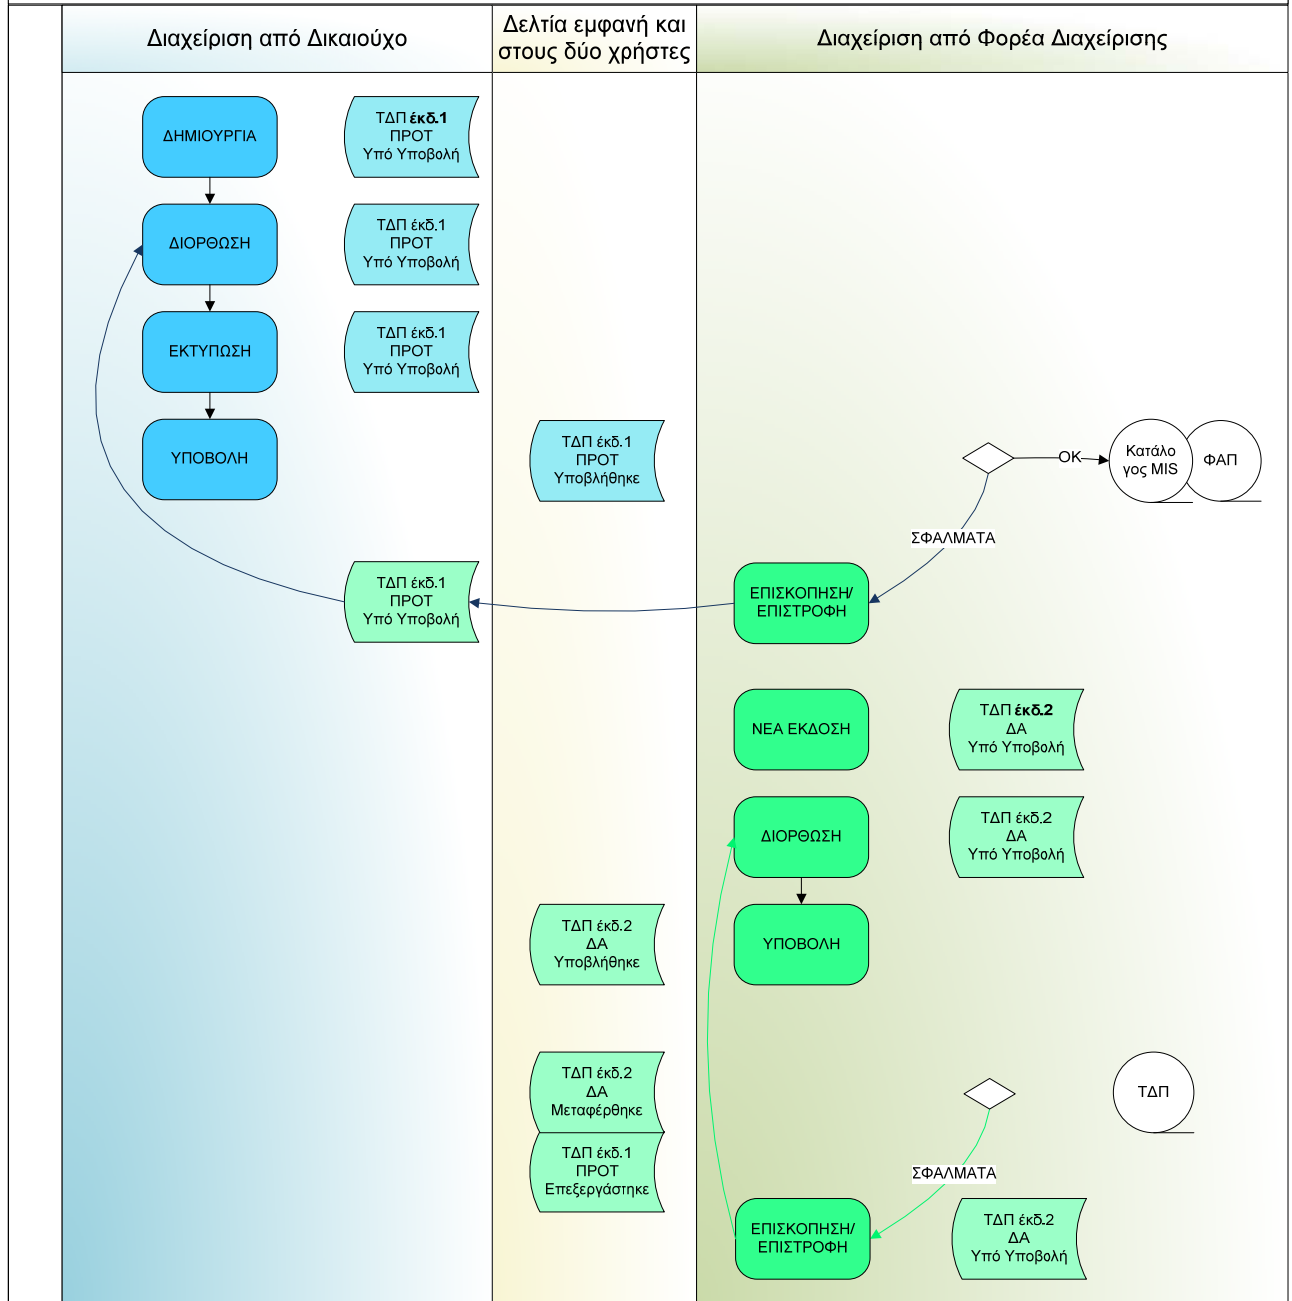 Διαχείριση από Δικαιούχο
Δελτία εμφανή και
στους δύο χρήστες
Διαχείριση από Φορέα Διαχείρισης
ΔΗΜΙΟΥΡΓΙΑ
ΤΔΠ έκδ.1
ΠΡΟΤ
Υπό Υποβολή
ΔΙΟΡΘΩΣΗ
ΤΔΠ έκδ.1
ΠΡΟΤ
Υπό Υποβολή
ΕΚΤΥΠΩΣΗ
ΤΔΠ έκδ.1
ΠΡΟΤ
Υπό Υποβολή
ΥΠΟΒΟΛΗ
ΤΔΠ έκδ.1
ΠΡΟΤ
Υποβλήθηκε
ΟΚ
Κατάλο
γος MIS
ΦΑΠ
ΣΦΑΛΜΑΤΑ
ΤΔΠ έκδ.1
ΠΡΟΤ
Υπό Υποβολή
ΕΠΙΣΚΟΠΗΣΗ/
ΕΠΙΣΤΡΟΦΗ
ΝΕΑ ΕΚΔΟΣΗ
ΤΔΠ έκδ.2
ΔΑ
Υπό Υποβολή
ΔΙΟΡΘΩΣΗ
ΤΔΠ έκδ.2
ΔΑ
Υπό Υποβολή
ΤΔΠ έκδ.2
ΔΑ
Υποβλήθηκε
ΥΠΟΒΟΛΗ
ΤΔΠ έκδ.2
ΔΑ
Μεταφέρθηκε
ΤΔΠ
ΤΔΠ έκδ.1
ΠΡΟΤ
Επεξεργάστηκε
ΣΦΑΛΜΑΤΑ
ΕΠΙΣΚΟΠΗΣΗ/
ΕΠΙΣΤΡΟΦΗ
ΤΔΠ έκδ.2
ΔΑ
Υπό Υποβολή